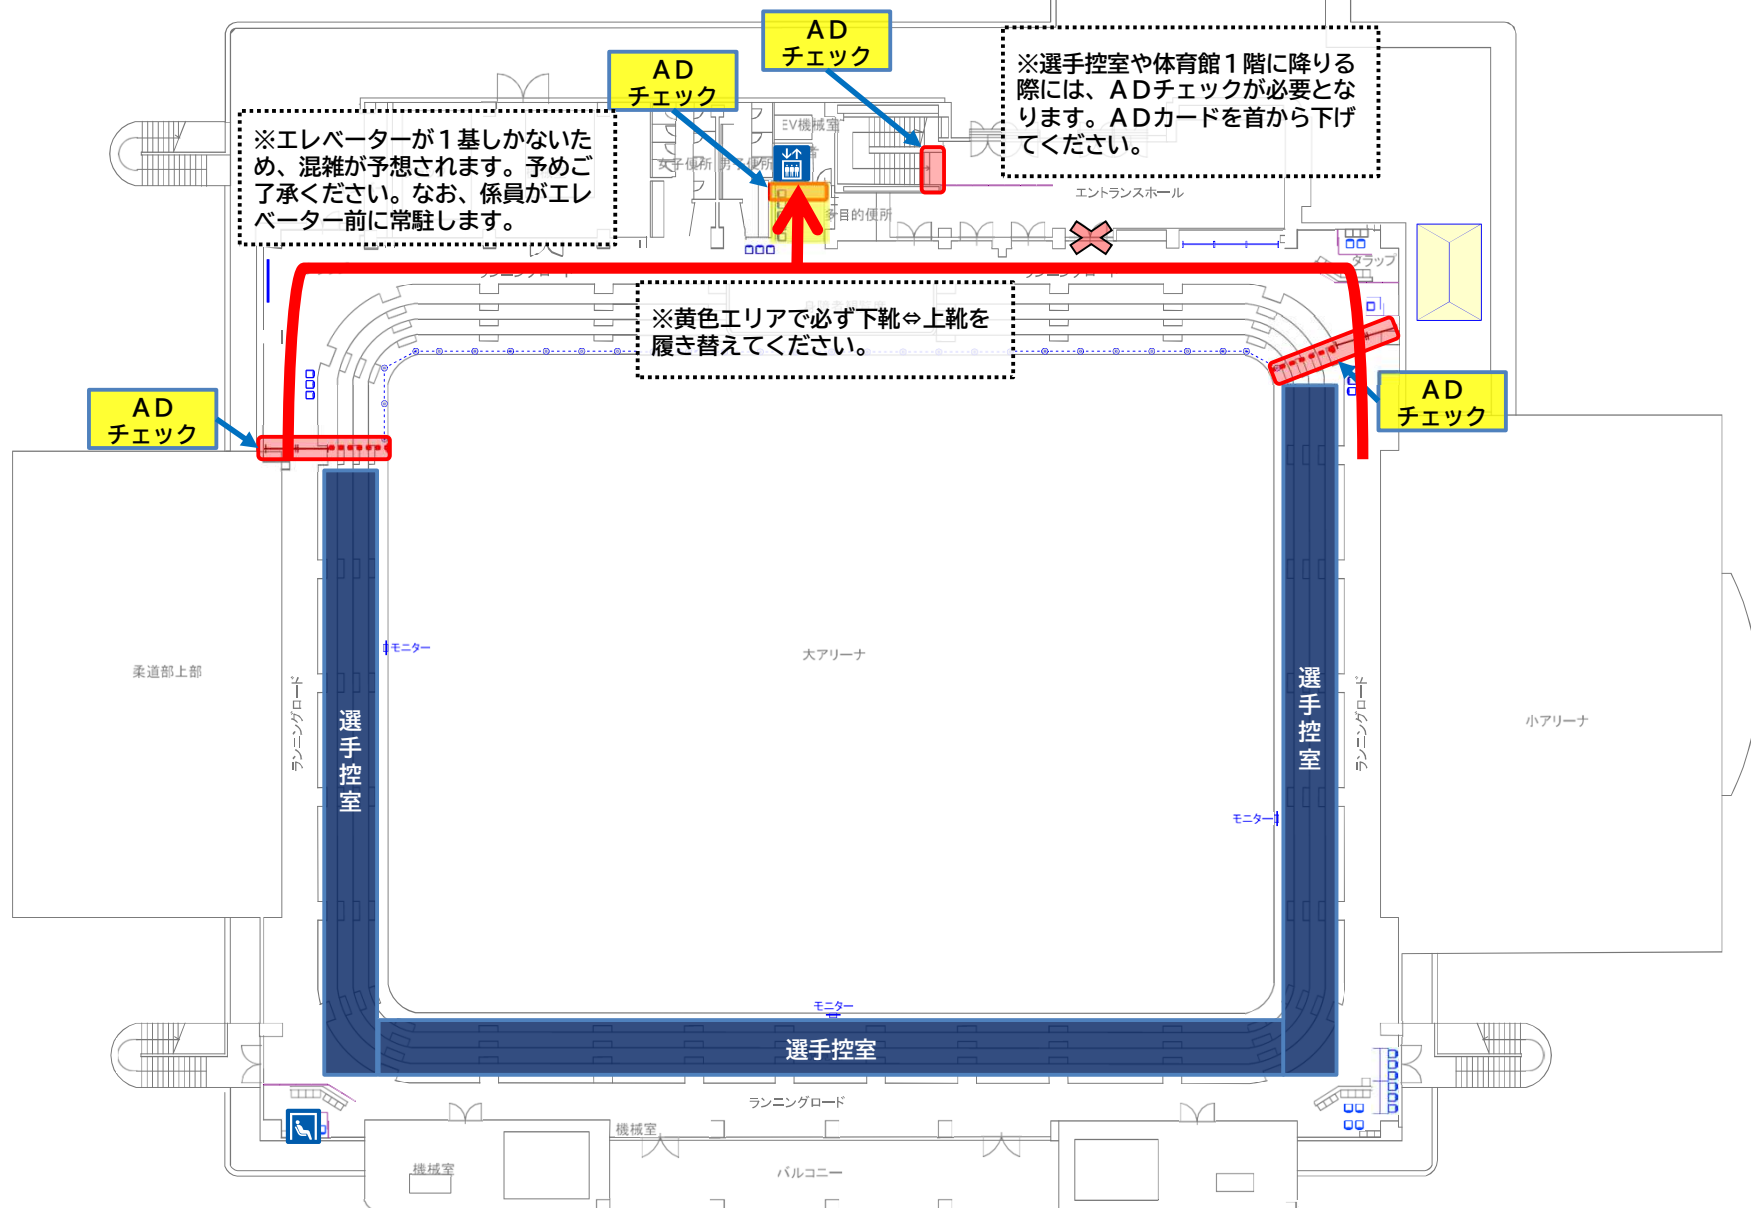 AD
チェック
AD
チェック
※選手控室や体育館１階に降りる
際には、ＡＤチェックが必要とな
ります。ＡＤカードを首から下げ
てください。
※エレベーターが１基しかないた
め、混雑が予想されます。予めご
了承ください。なお、係員がエレ
ベーター前に常駐します。
EV機械室
女子便所
男子便所
多目的便所
エントランスホール
タラップ
ランニングロード
ランニングロード
※黄色エリアで必ず下靴⇔上靴を
履き替えてください。
AD
チェック
AD
チェック
モニター
大アリーナ
柔道部上部
ランニングロード
選手控室
選手控室
ランニングロード
小アリーナ
モニター
モニター
選手控室
ランニングロード
機械室
機械室
バルコニー